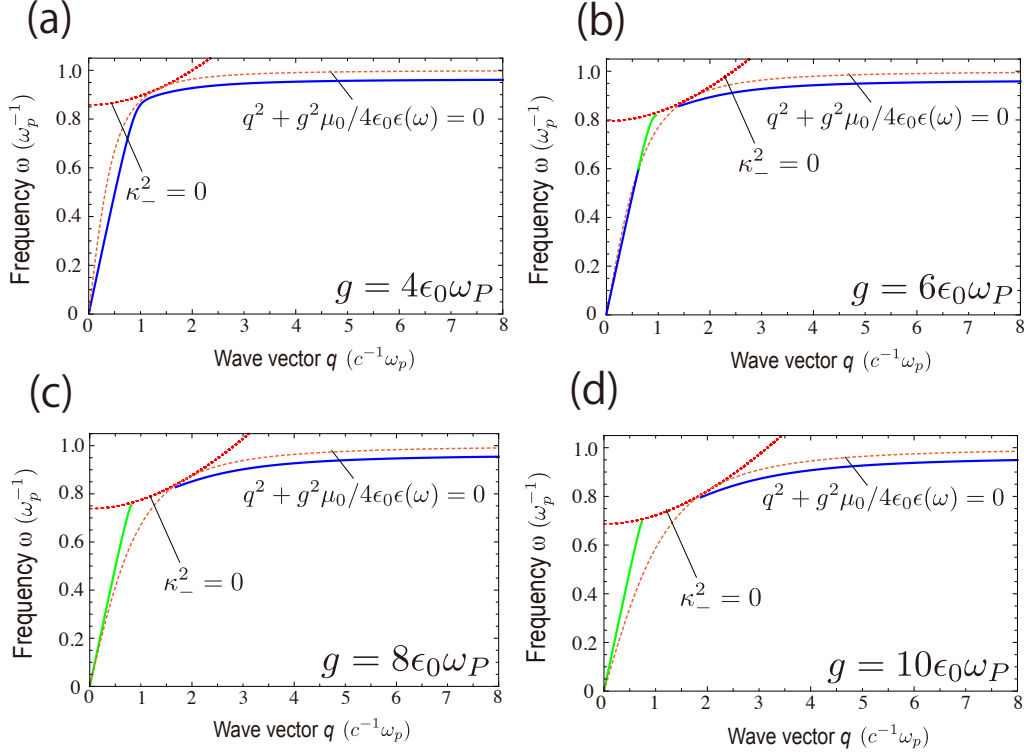 (a)
Frequency ω (ω_p^{-1})
1.0
0.8
0.6
0.4
0.2
0
q^2 + g^2μ_0/4ϵ_0ϵ(ω) = 0
κ_-^2 = 0
g = 4ϵ_0ω_P
0 1 2 3 4 5 6 7 8
Wave vector q (c^{-1}ω_p)
(b)
Frequency ω (ω_p^{-1})
1.0
0.8
0.6
0.4
0.2
0
q^2 + g^2μ_0/4ϵ_0ϵ(ω) = 0
κ_-^2 = 0
g = 6ϵ_0ω_P
0 1 2 3 4 5 6 7 8
Wave vector q (c^{-1}ω_p)
(c)
Frequency ω (ω_p^{-1})
1.0
0.8
0.6
0.4
0.2
0
q^2 + g^2μ_0/4ϵ_0ϵ(ω) = 0
κ_-^2 = 0
g = 8ϵ_0ω_P
0 1 2 3 4 5 6 7 8
Wave vector q (c^{-1}ω_p)
(d)
Frequency ω (ω_p^{-1})
1.0
0.8
0.6
0.4
0.2
0
q^2 + g^2μ_0/4ϵ_0ϵ(ω) = 0
κ_-^2 = 0
g = 10ϵ_0ω_P
0 1 2 3 4 5 6 7 8
Wave vector q (c^{-1}ω_p)